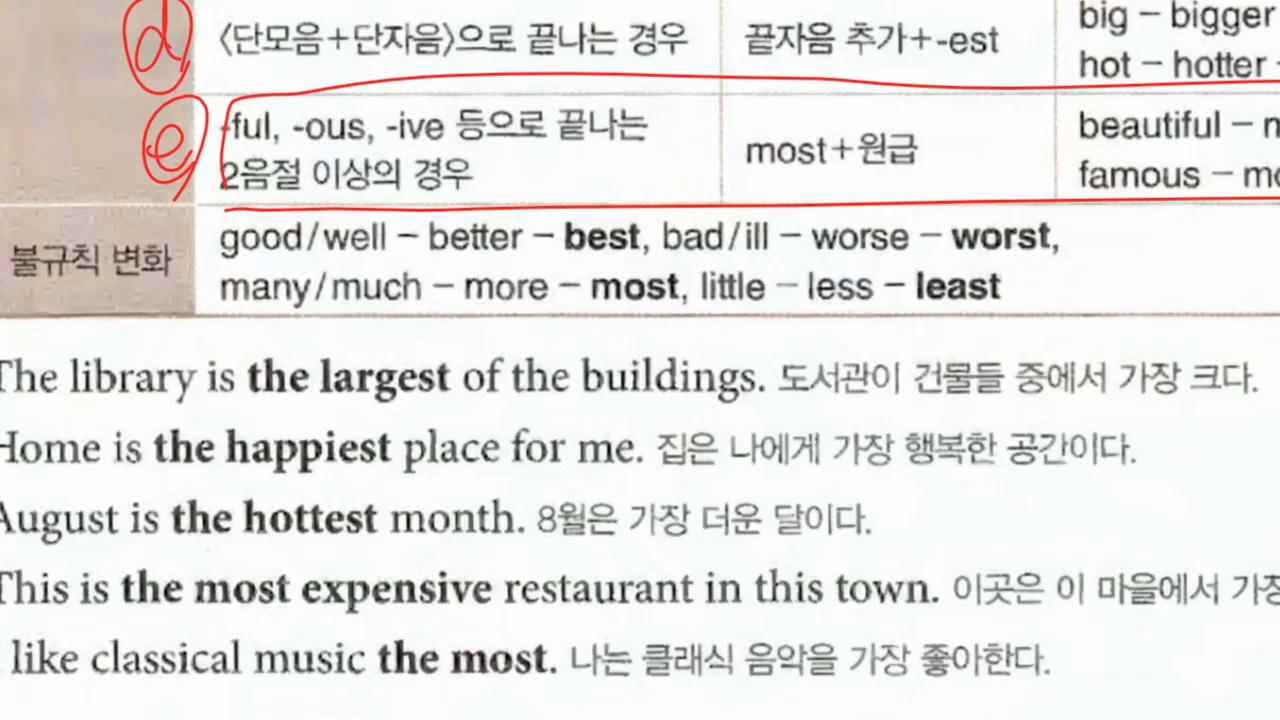 d
〈단모음+단자음〉으로 끝나는 경우
끝자음 추가+-est
big – bigger
hot – hotter –
e
-ful, -ous, -ive 등으로 끝나는
2음절 이상의 경우
most+원급
beautiful –
famous –
불규칙 변화
good/well – better – best, bad/ill – worse – worst,
many/much – more – most, little – less – least
The library is the largest of the buildings. 도서관이 건물들 중에서 가장 크다.
Home is the happiest place for me. 집은 나에게 가장 행복한 공간이다.
August is the hottest month. 8월은 가장 더운 달이다.
This is the most expensive restaurant in this town. 이곳은 이 마을에서 가장
like classical music the most. 나는 클래식 음악을 가장 좋아한다.